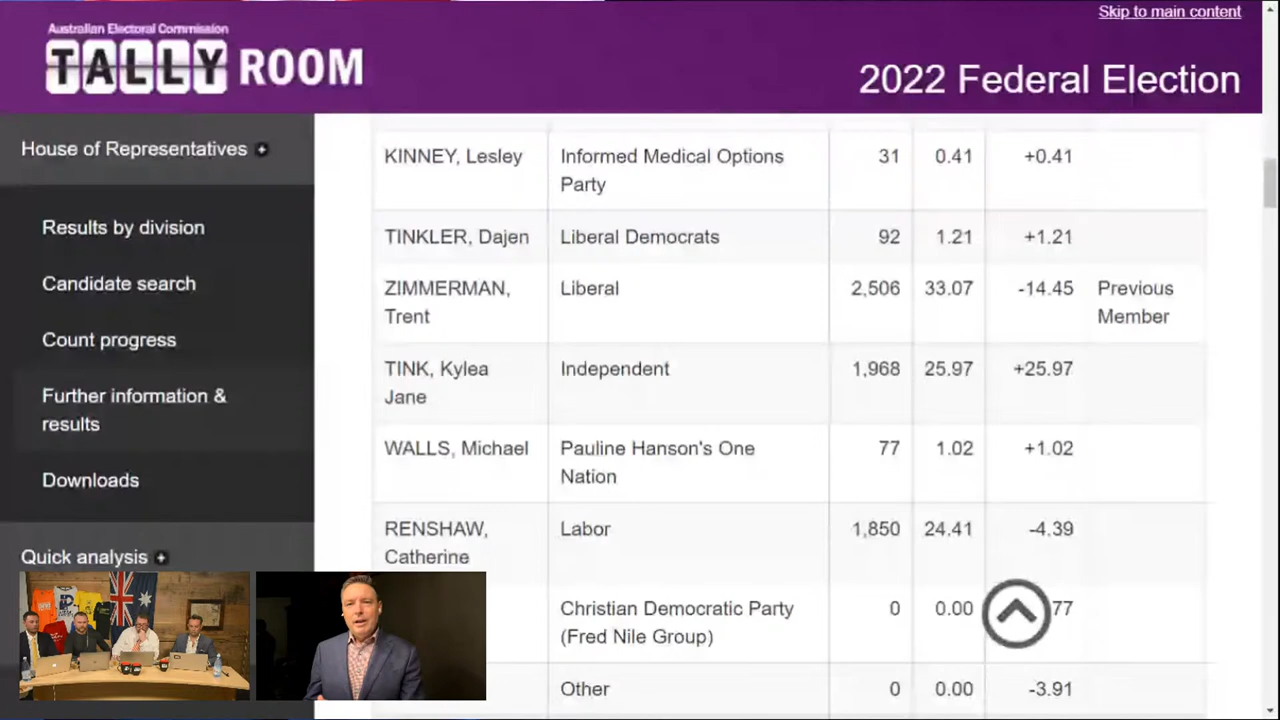 Skip to main content
Australian Electoral Commission
TALLY ROOM
2022 Federal Election
House of Representatives
Results by division
Candidate search
Count progress
Further information &
results
Downloads
Quick analysis
KINNEY, Lesley Informed Medical Options 31 0.41 +0.41
Party
TINKLER, Dajen Liberal Democrats 92 1.21 +1.21
ZIMMERMAN, Liberal 2,506 33.07 -14.45 Previous
Trent Member
TINK, Kylea Independent 1,968 25.97 +25.97
Jane
WALLS, Michael Pauline Hanson's One 77 1.02 +1.02
Nation
RENSHAW, Labor 1,850 24.41 -4.39
Catherine
Christian Democratic Party 0 0.00 77
(Fred Nile Group)
Other 0 0.00 -3.91